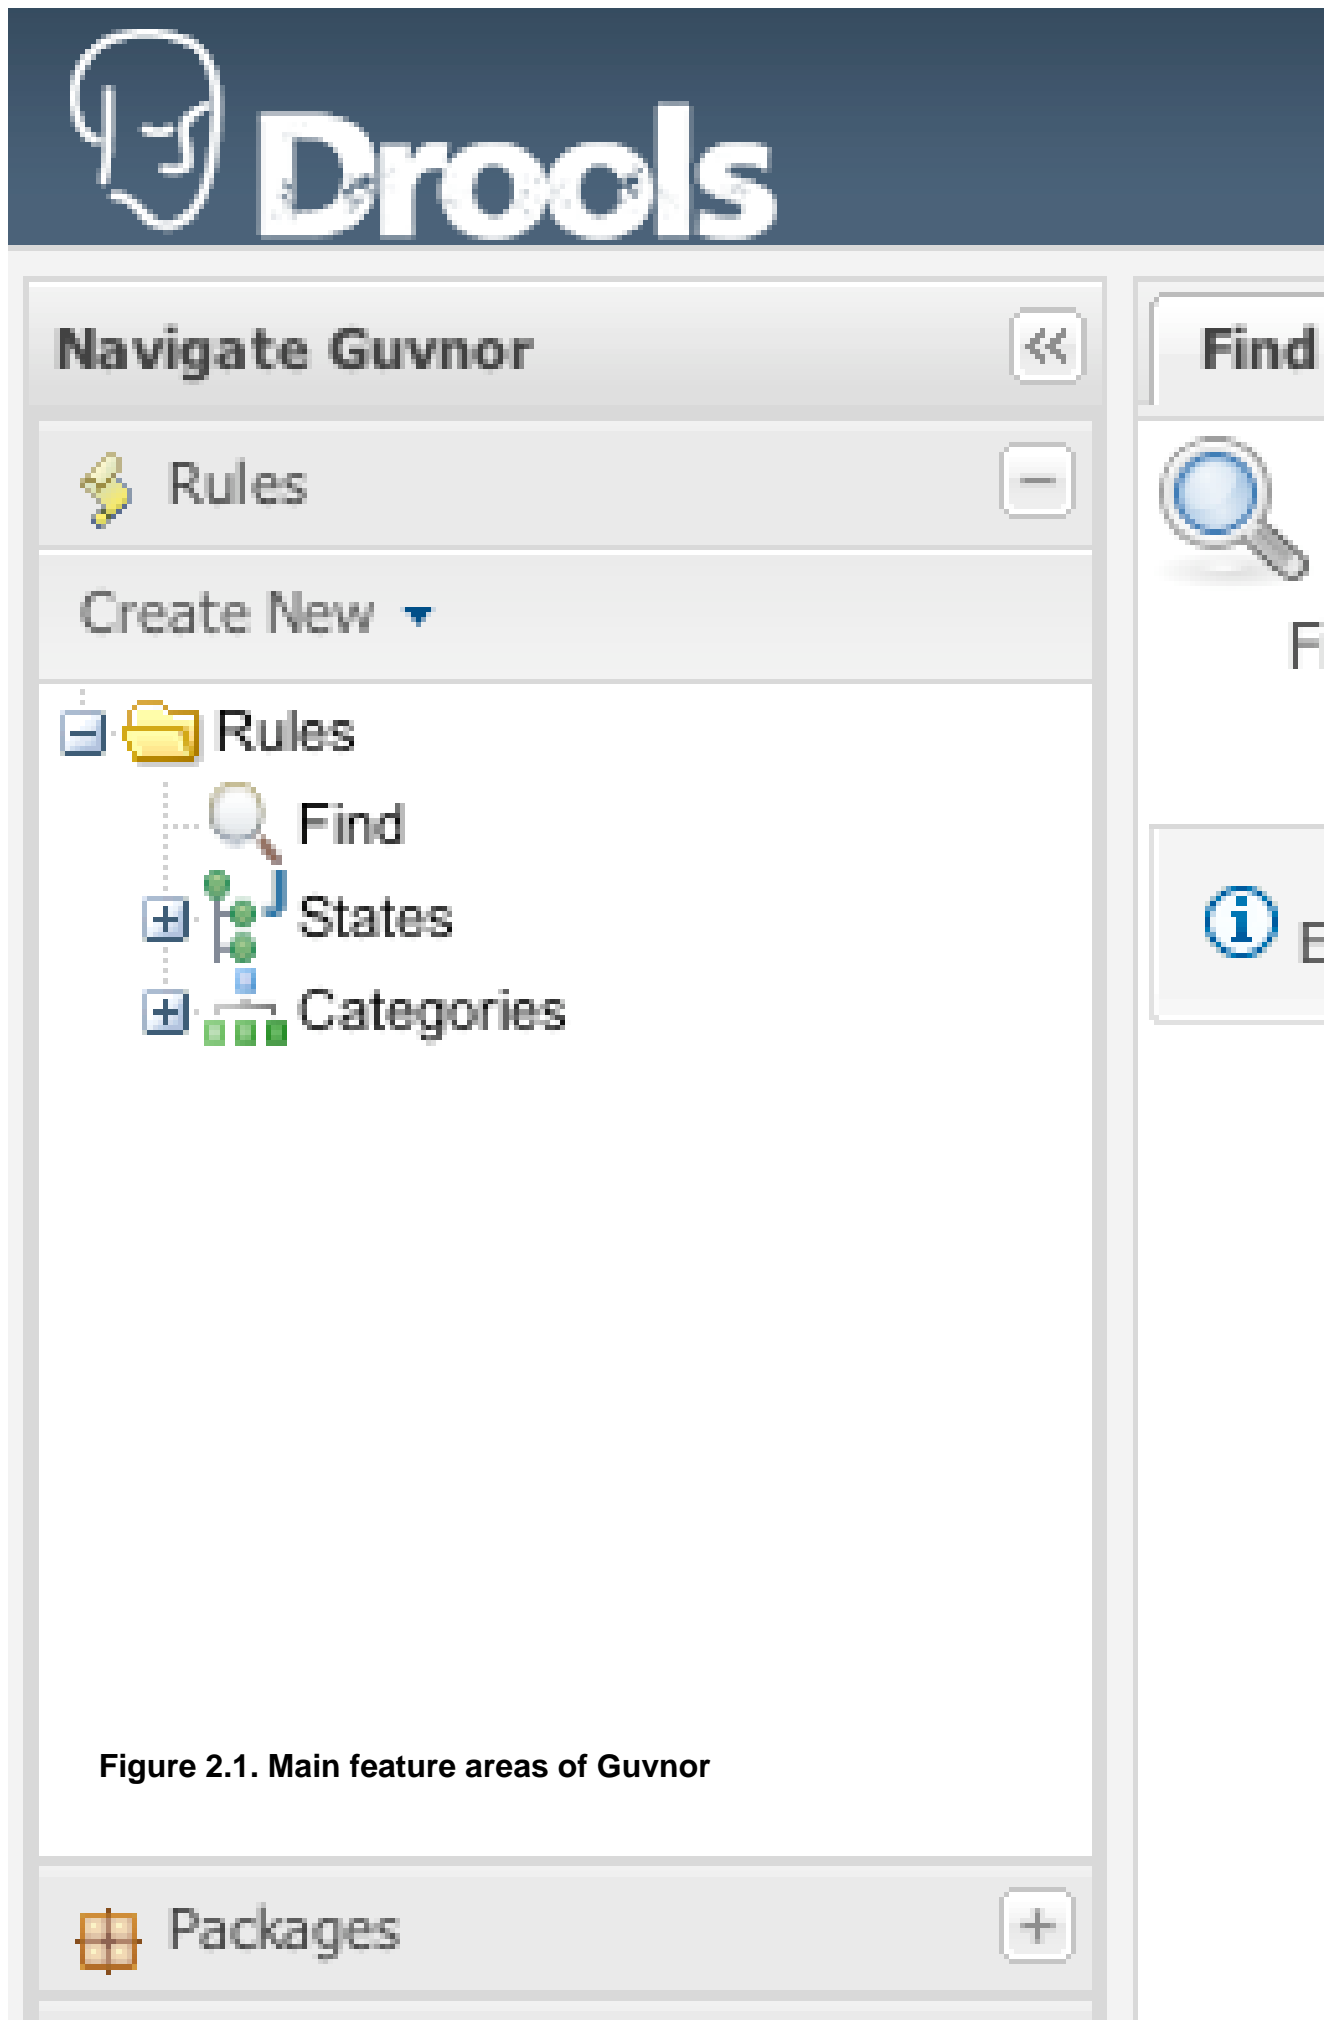 Drools
Navigate Guvnor
Rules
Create New
Rules
Find
States
Categories
Figure 2.1. Main feature areas of Guvnor
Packages
Find